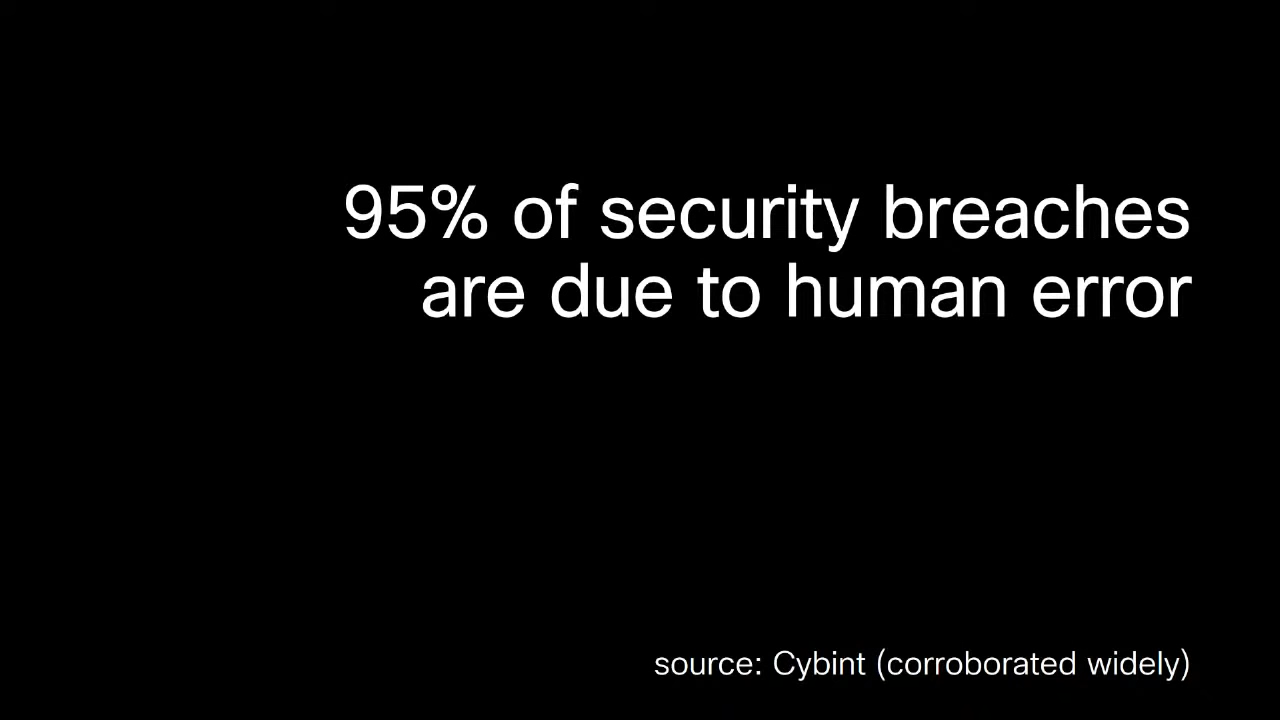 95% of security breaches
are due to human error
source: Cybint (corroborated widely)